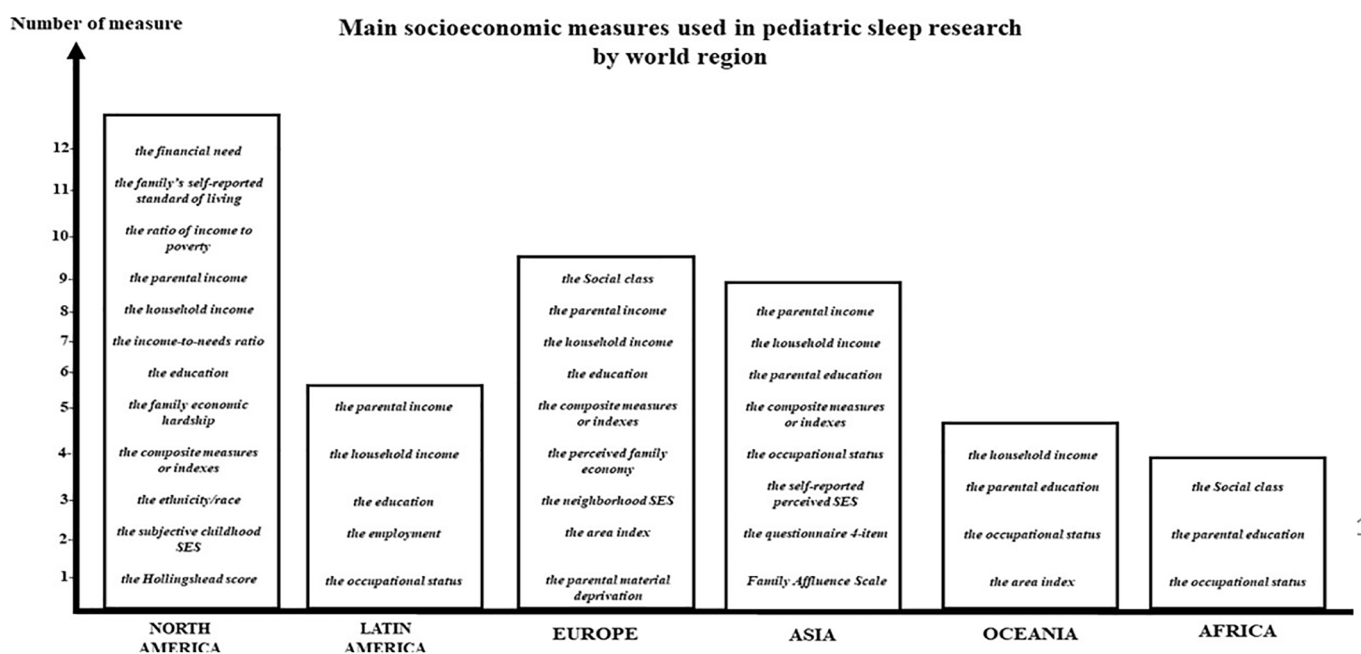 Number of measure
Main socioeconomic measures used in pediatric sleep research
by world region
12
11
10
9
8
7
6
5
4
3
2
1
the financial need
the family's self-reported
standard of living
the ratio of income to
poverty
the parental income
the household income
the income-to-needs ratio
the education
the family economic
hardship
the composite measures
or indexes
the ethnicity/race
the subjective childhood
SES
the Hollingshead score
NORTH
AMERICA
the parental income
the household income
the education
the employment
the occupational status
LATIN
AMERICA
the Social class
the parental income
the household income
the education
the composite measures
or indexes
the perceived family
economy
the neighborhood SES
the area index
the parental material
deprivation
EUROPE
the parental income
the household income
the parental education
the composite measures
or indexes
the occupational status
the self-reported
perceived SES
the questionnaire 4-item
Family Affluence Scale
ASIA
the household income
the parental education
the occupational status
the area index
OCEANIA
the Social class
the parental education
the occupational status
AFRICA